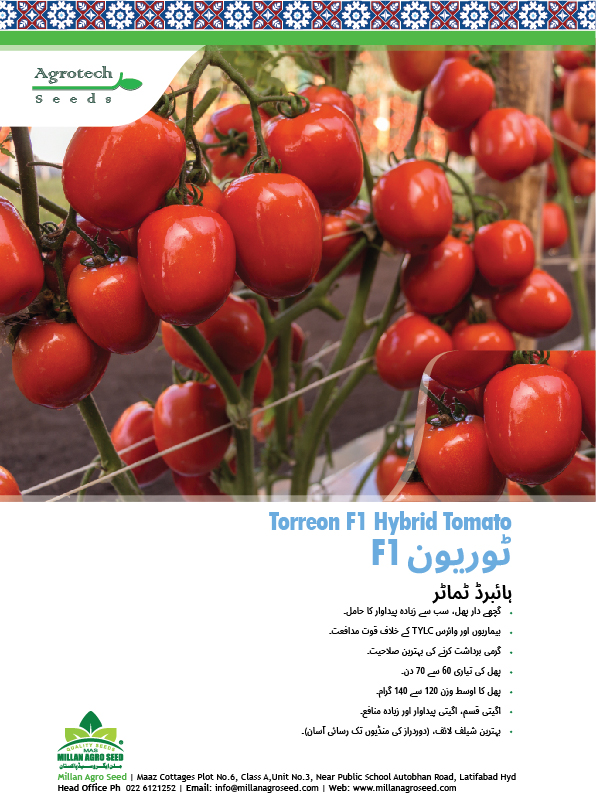 Agrotech
Seeds
Torreon F1 Hybrid Tomato
ٹوریون F1
ہائبرڈ ٹماٹر
گچھے دار پھل، سب سے زیادہ پیداوار کا حامل۔
بیماریوں اور وائرس TYLC کے خلاف قوت مدافعت۔
گرمی برداشت کرنے کی بہترین صلاحیت۔
پھل کی تیاری 60 سے 70 دن۔
پھل کا اوسط وزن 120 سے 140 گرام۔
اگیتی قسم، اگیتی پیداوار اور زیادہ منافع۔
بہترین شیلف لائف، (دوردراز کی منڈیوں تک رسائی آسان)۔
QUALITY SEEDS
MAS
MILLAN AGRO SEED
Millan Agro Seed | Maaz Cottages Plot No.6, Class A,Unit No.3, Near Public School Autobhan Road, Latifabad Hyd
Head Office Ph 022 6121252 | Email: info@millanagroseed.com | Web: www.millanagroseed.com